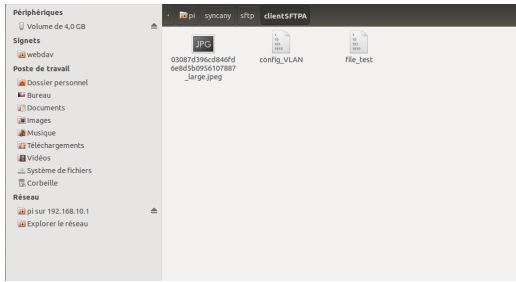 Périphériques
Volume de 4,0 GB
Signets
webdav
Poste de travail
Dossier personnel
Bureau
Documents
Images
Musique
Téléchargements
Vidéos
Système de fichiers
Corbeille
Réseau
pi sur 192.168.10.1
Explorer le réseau
pi syncany sftp clientSFTPA
JPG
03087d396cd846fd
6e8d5b0956107887
_large.jpeg
config_VLAN
file_test